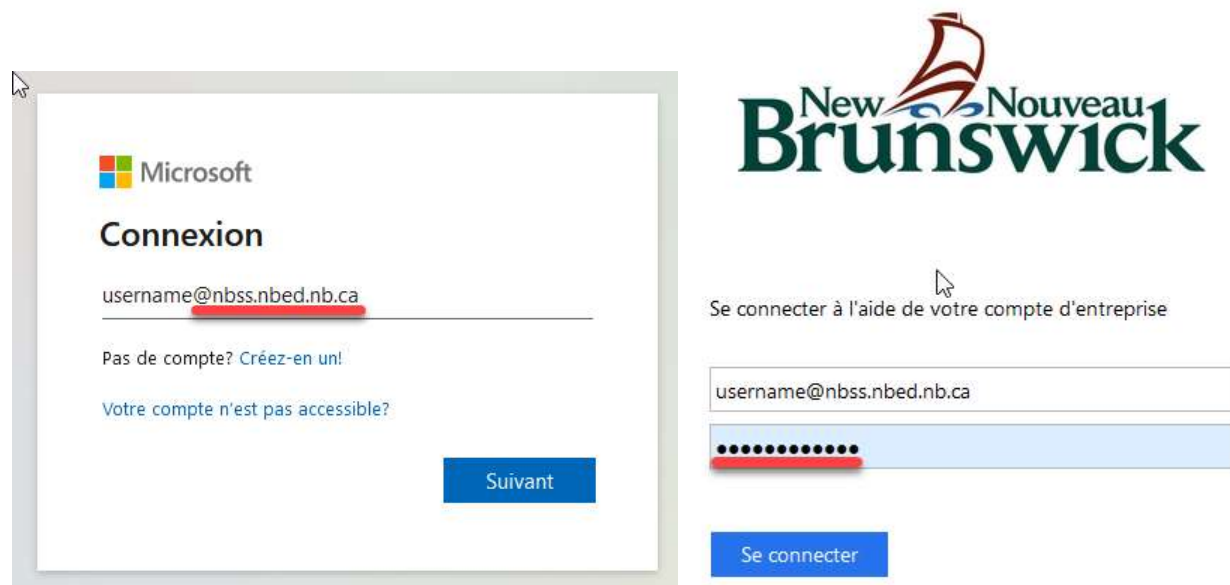 Microsoft
Connexion
username@nbss.nbed.nb.ca
Pas de compte? Créez-en un!
Votre compte n'est pas accessible?
Suivant
New Nouveau
Brunswick
Se connecter à l'aide de votre compte d'entreprise
username@nbss.nbed.nb.ca
••••••••••••
Se connecter